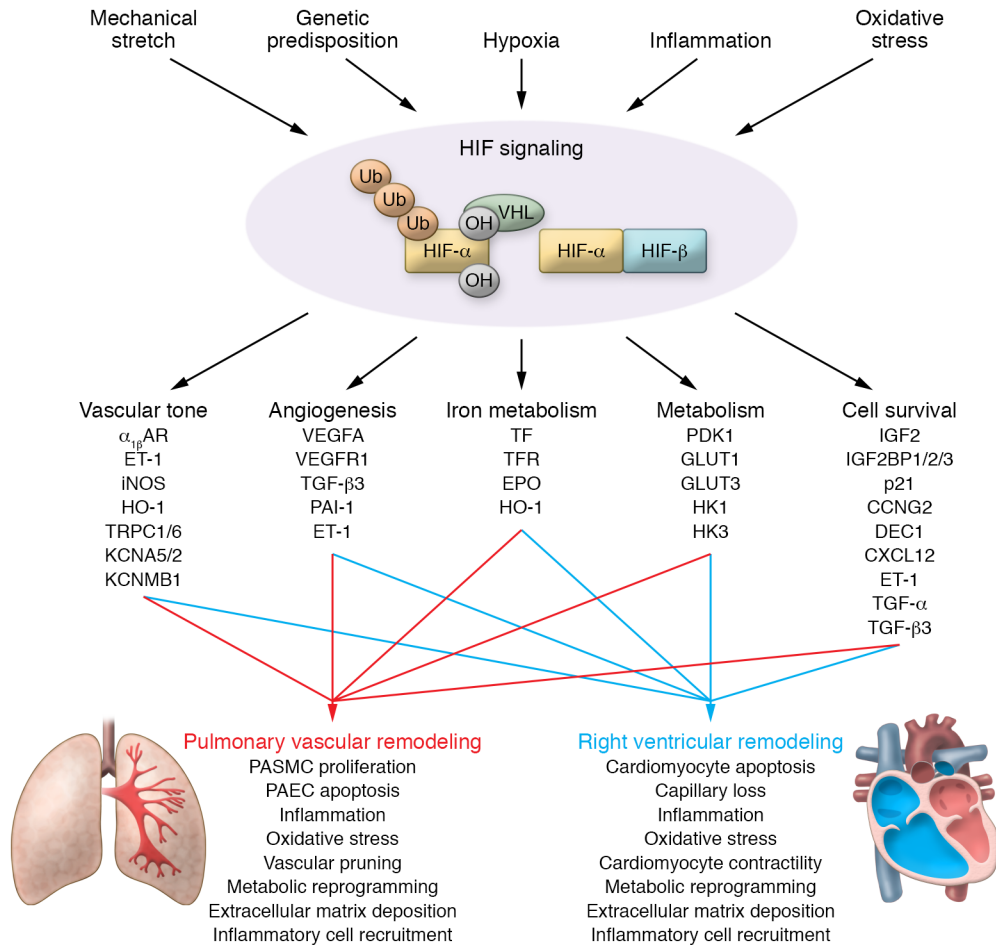 Mechanical
stretch
Genetic
predisposition
Hypoxia
Inflammation
Oxidative
stress
HIF signaling
Ub
Ub
Ub
OH
VHL
HIF-α
OH
HIF-α
HIF-β
Vascular tone
α1βAR
ET-1
iNOS
HO-1
TRPC1/6
KCNA5/2
KCNMB1
Angiogenesis
VEGFA
VEGFR1
TGF-β3
PAI-1
ET-1
Iron metabolism
TF
TFR
EPO
HO-1
Metabolism
PDK1
GLUT1
GLUT3
HK1
HK3
Cell survival
IGF2
IGF2BP1/2/3
p21
CCNG2
DEC1
CXCL12
ET-1
TGF-α
TGF-β3
Pulmonary vascular remodeling
PASMC proliferation
PAEC apoptosis
Inflammation
Oxidative stress
Vascular pruning
Metabolic reprogramming
Extracellular matrix deposition
Inflammatory cell recruitment
Right ventricular remodeling
Cardiomyocyte apoptosis
Capillary loss
Inflammation
Oxidative stress
Cardiomyocyte contractility
Metabolic reprogramming
Extracellular matrix deposition
Inflammatory cell recruitment